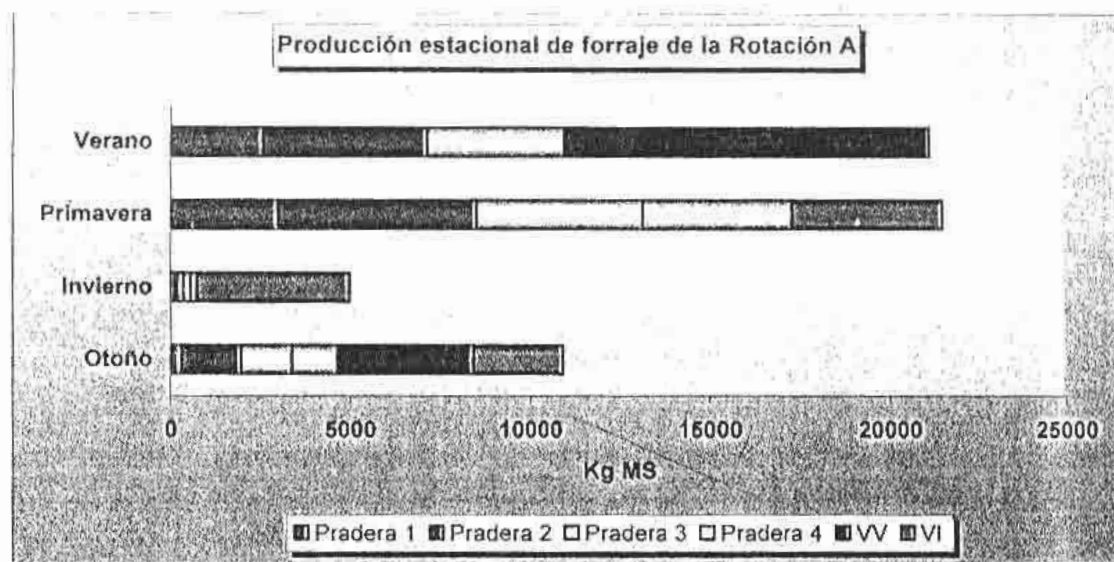 Producción estacional de forraje de la Rotación A
Verano
Primavera
Invierno
Otoño
0 5000 10000 15000 20000 25000
Kg MS
Pradera 1 Pradera 2 Pradera 3 Pradera 4 VV VI